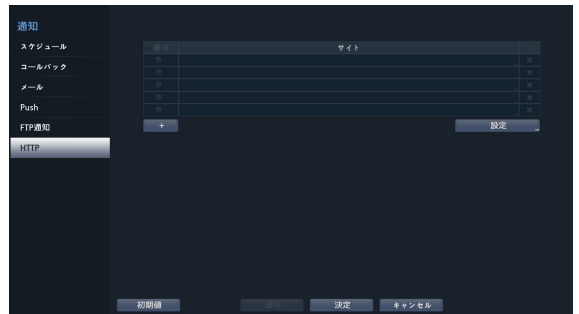 通知
スケジュール
コールバック
メール
Push
FTP通知
HTTP
サイト
+
設定
初期値
決定
キャンセル